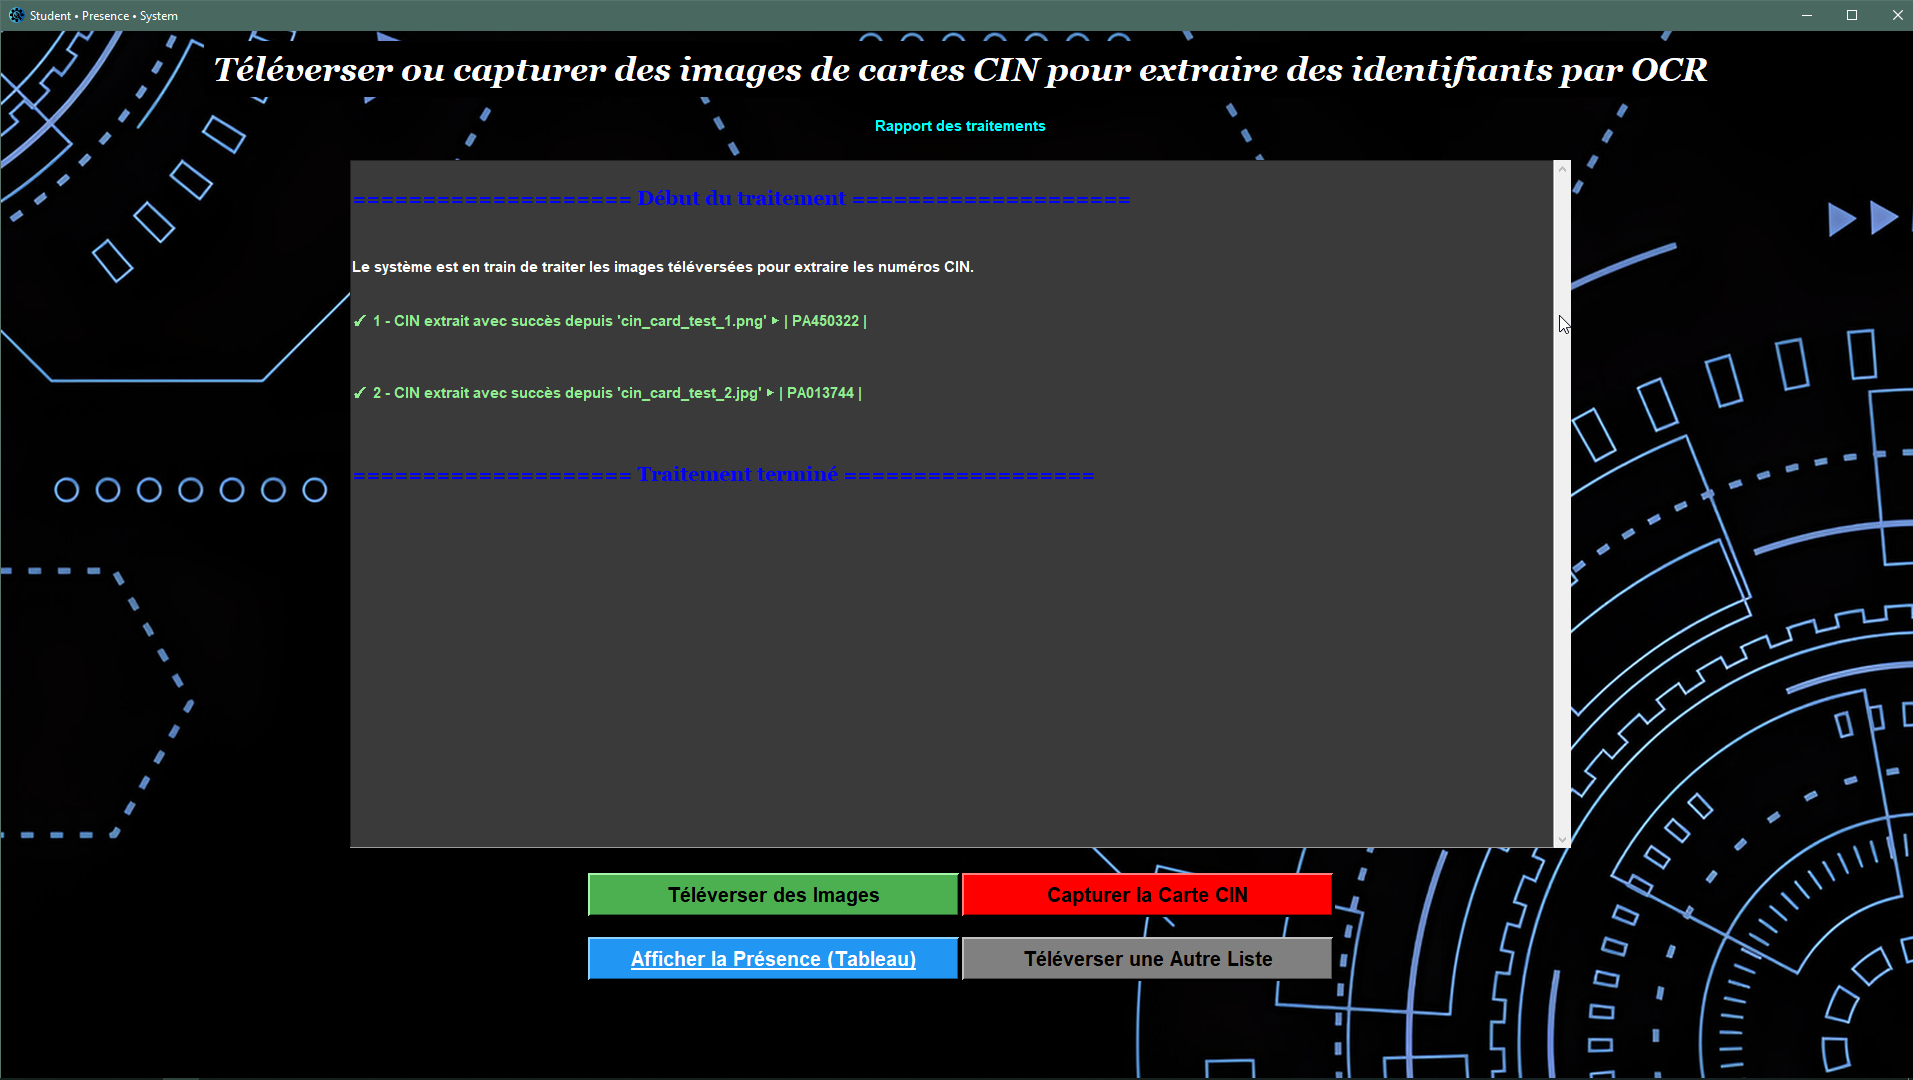 Student • Presence • System
Téléverser ou capturer des images de cartes CIN pour extraire des identifiants par OCR
Rapport des traitements
==================== Début du traitement ====================
Le système est en train de traiter les images téléversées pour extraire les numéros CIN.
✓ 1 - CIN extrait avec succès depuis 'cin_card_test_1.png' ▸ | PA450322 |
✓ 2 - CIN extrait avec succès depuis 'cin_card_test_2.jpg' ▸ | PA013744 |
==================== Traitement terminé ==================
Téléverser des Images
Capturer la Carte CIN
Afficher la Présence (Tableau)
Téléverser une Autre Liste